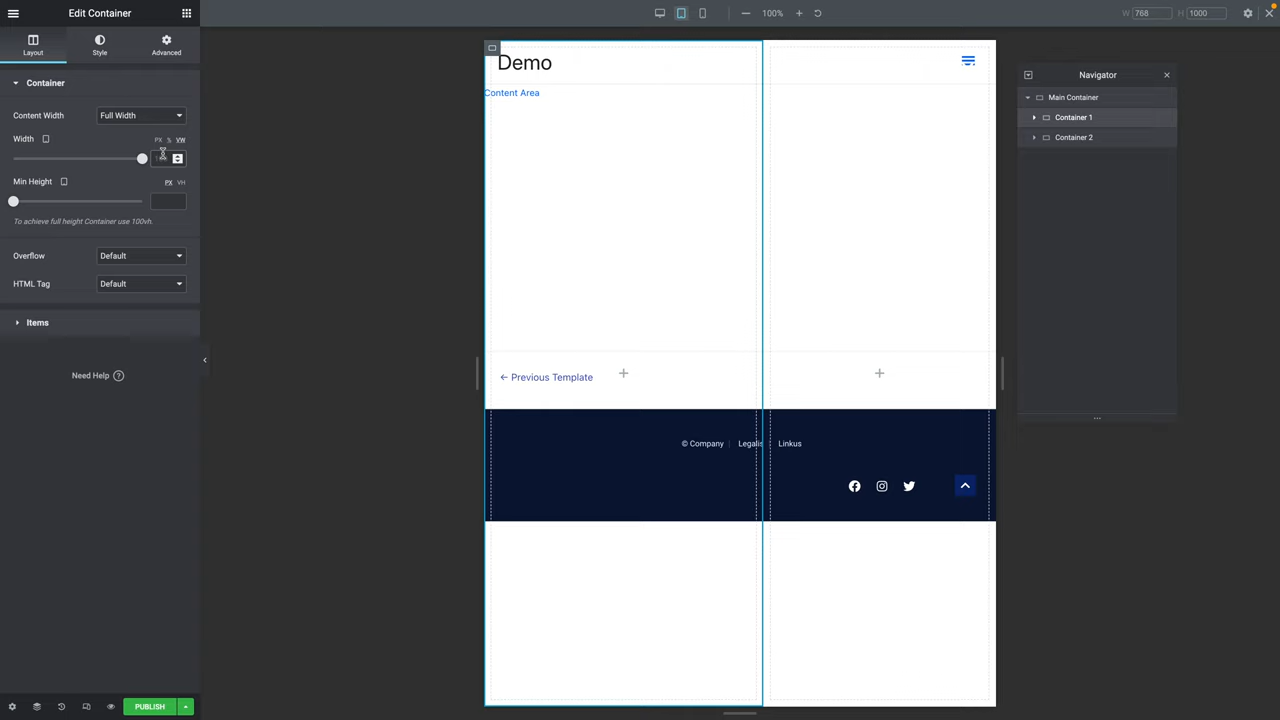 Edit Container
100%
W 768 H 1000
Layout Style Advanced
Container
Content Width Full Width
Width PX % VW
Min Height PX VH
To achieve full height Container use 100vh.
Overflow Default
HTML Tag Default
Items
Need Help
PUBLISH
Demo
Content Area
← Previous Template
© Company | Legalis | Linkus
Navigator
Main Container
Container 1
Container 2